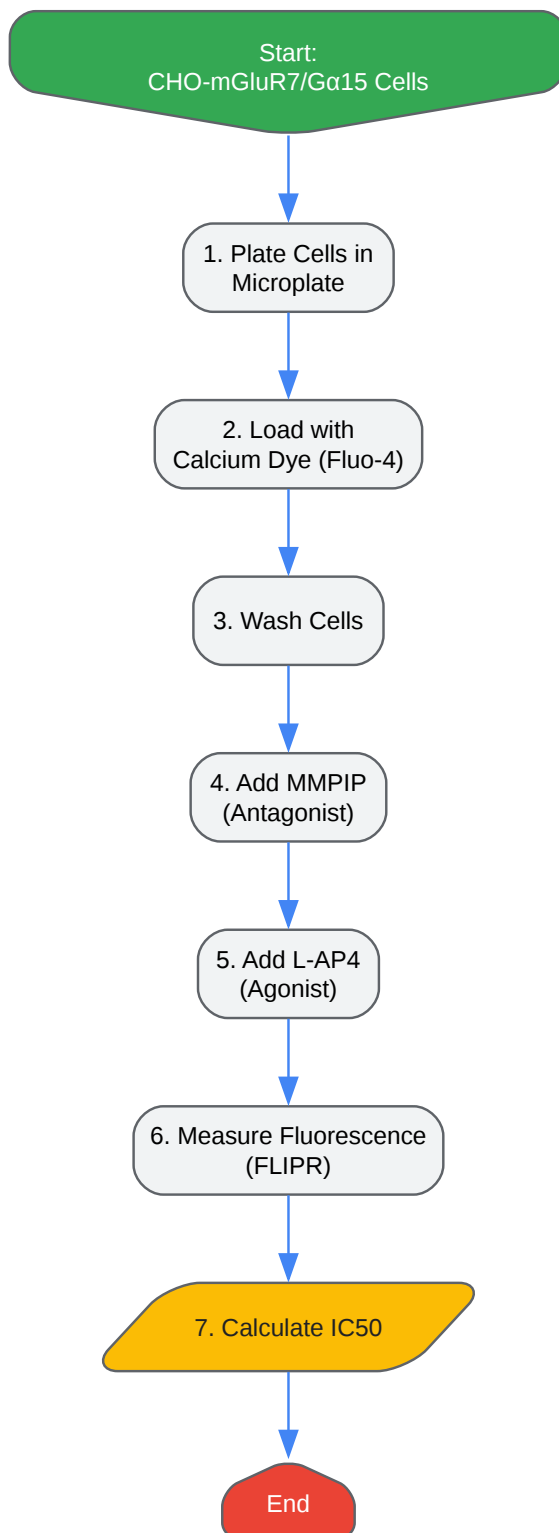 Start:
CHO-mGluR7/Gα15 Cells
1. Plate Cells in
Microplate
2. Load with
Calcium Dye (Fluo-4)
3. Wash Cells
4. Add MMPIP
(Antagonist)
5. Add L-AP4
(Agonist)
6. Measure Fluorescence
(FLIPR)
7. Calculate IC50
End